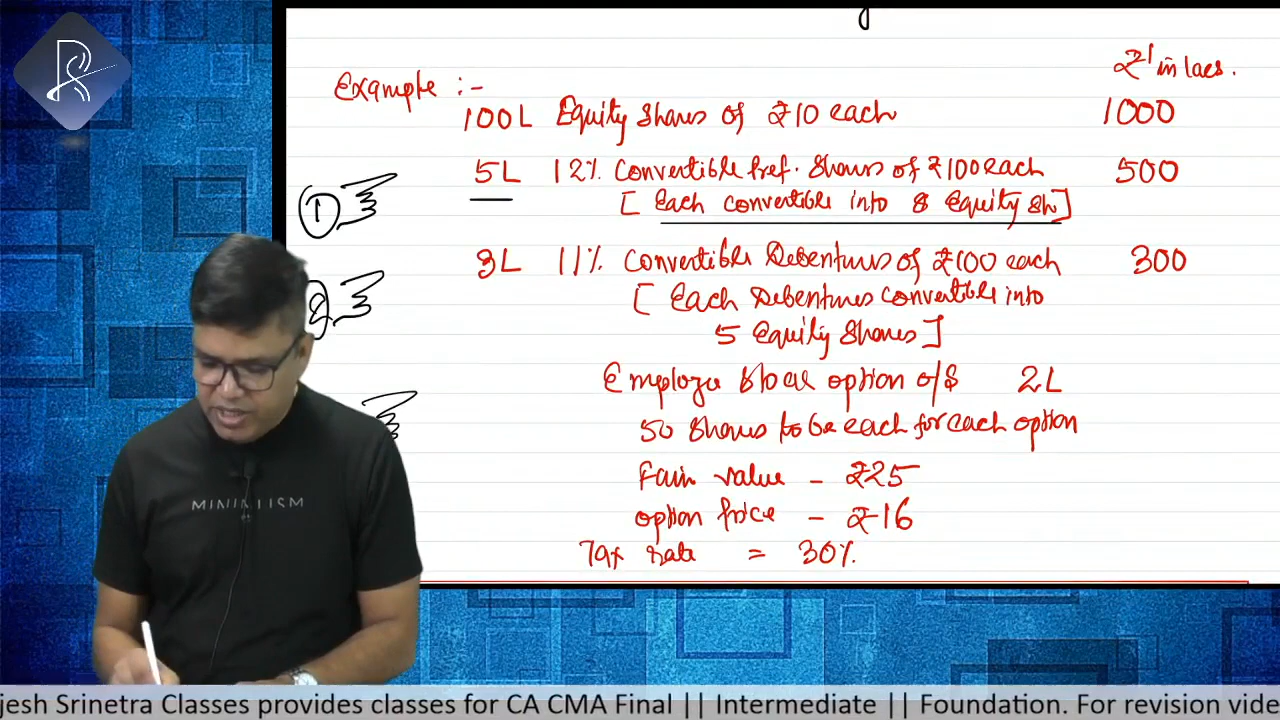 ₹ in lacs.
Example :-
100L Equity Shares of ₹10 each 1000
5L 12% Convertible Pref. Shares of ₹100 each 500
[ Each convertible into 8 Equity Sh ]
1
3L 11% Convertible Debentures of ₹100 each 300
[ Each Debentures convertible into
2
5 Equity Shares ]
Employee Stock option o/s 2L
50 Shares to be each for each option
Fair value - ₹25
MINIMLISM
option price - ₹16
Tax rate = 30%.
jesh Srinetra Classes provides classes for CA CMA Final || Intermediate || Foundation. For revision vide